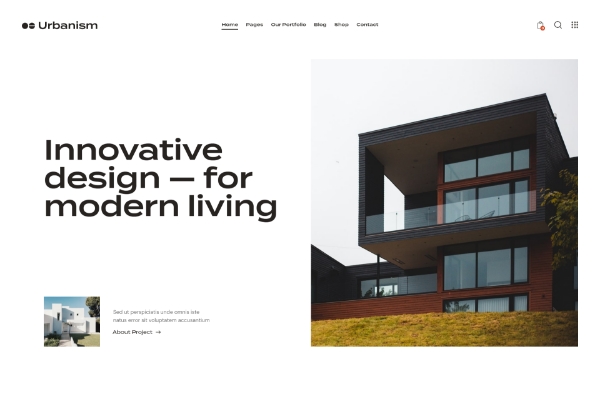 Urbanism
Home Pages Our Portfolio Blog Shop Contact
Innovative
design — for
modern living
Sed ut perspiciatis unde omnis iste
natus error sit voluptatem accusantium
About Project →